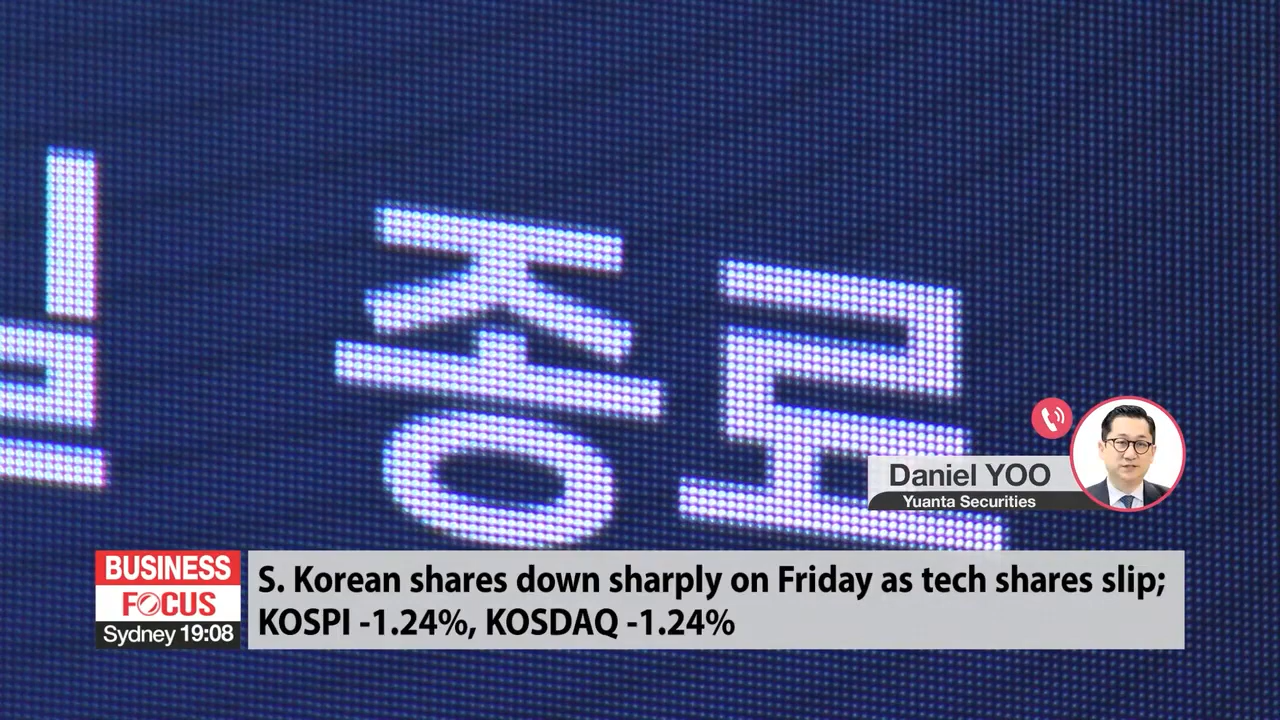 종료
Daniel YOO
Yuanta Securities
BUSINESS
FOCUS
Sydney 19:08
S. Korean shares down sharply on Friday as tech shares slip;
KOSPI -1.24%, KOSDAQ -1.24%